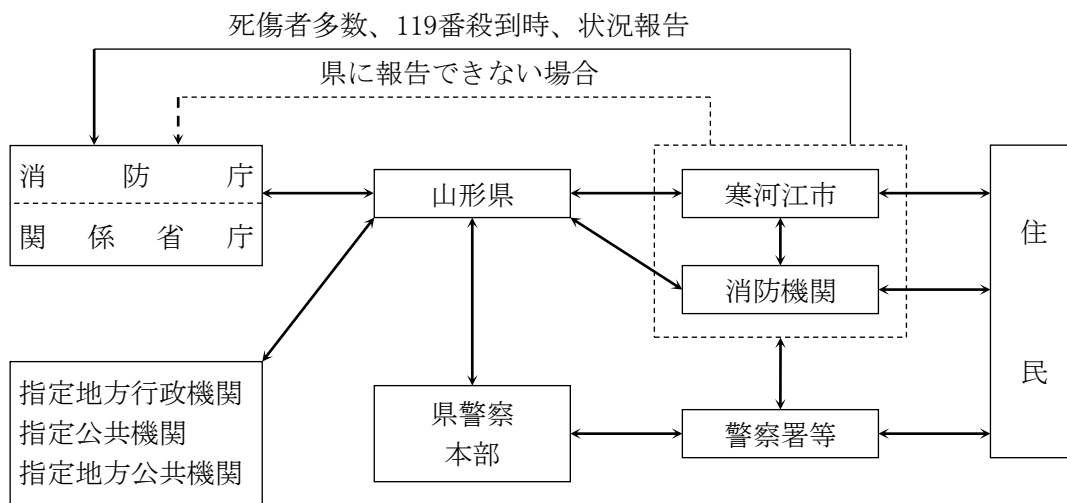 死傷者多数、119番殺到時、状況報告
県に報告できない場合
消防庁
関係省庁
山形県
寒河江市
消防機関
住民
指定地方行政機関
指定公共機関
指定地方公共機関
県警察
本部
警察署等